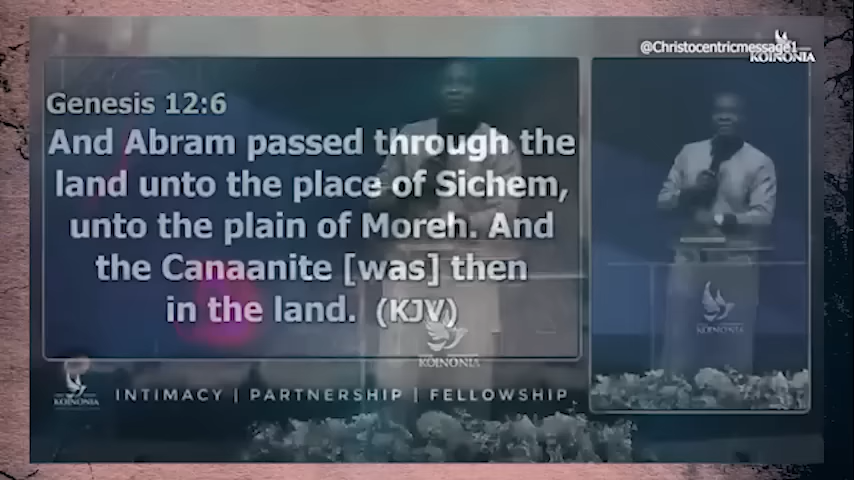 @Christocentricmessage1
KOINONIA
Genesis 12:6
And Abram passed through the
land unto the place of Sichem,
unto the plain of Moreh. And
the Canaanite [was] then
in the land. (KJV)
KOINONIA
KOINONIA
KOINONIA
INTIMACY | PARTNERSHIP | FELLOWSHIP